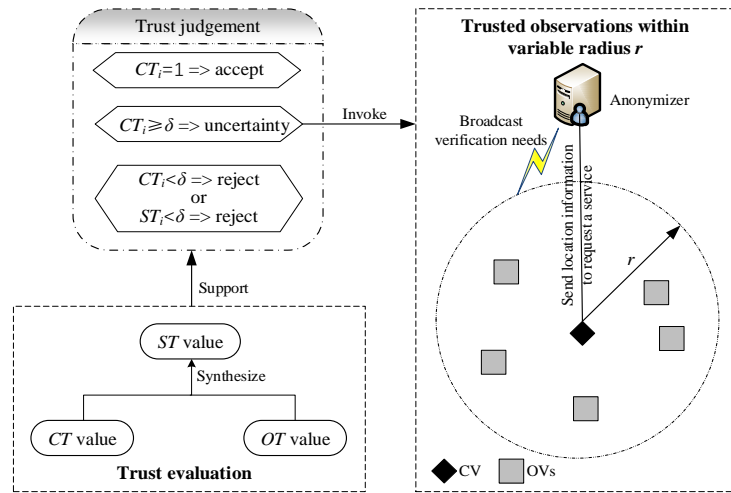 Trust judgement
CTᵢ=1 => accept
CTᵢ≥δ => uncertainty
CTᵢ<δ => reject
or
STᵢ<δ => reject
Invoke
Support
ST value
Synthesize
CT value
OT value
Trust evaluation
Trusted observations within
variable radius r
Anonymizer
Broadcast
verification needs
Send location information
to request a service
r
CV
OVs